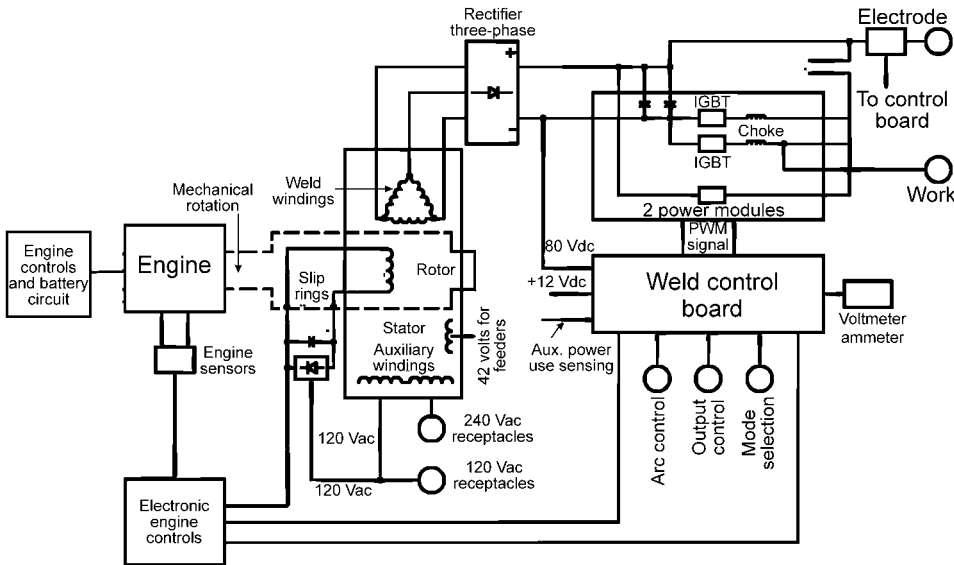 Rectifier
three-phase
Electrode
+
−
To control
board
IGBT
Choke
IGBT
Work
2 power modules
PWM
signal
Weld
windings
Mechanical
rotation
Engine
controls
and battery
circuit
Engine
Slip
rings
Rotor
80 Vdc
+12 Vdc
Weld control
board
Voltmeter
ammeter
Engine
sensors
Stator
Auxiliary
windings
42 volts for
feeders
Aux. power
use sensing
Arc control
Output
control
Mode
selection
120 Vac
240 Vac
receptacles
120 Vac
120 Vac
receptacles
Electronic
engine
controls